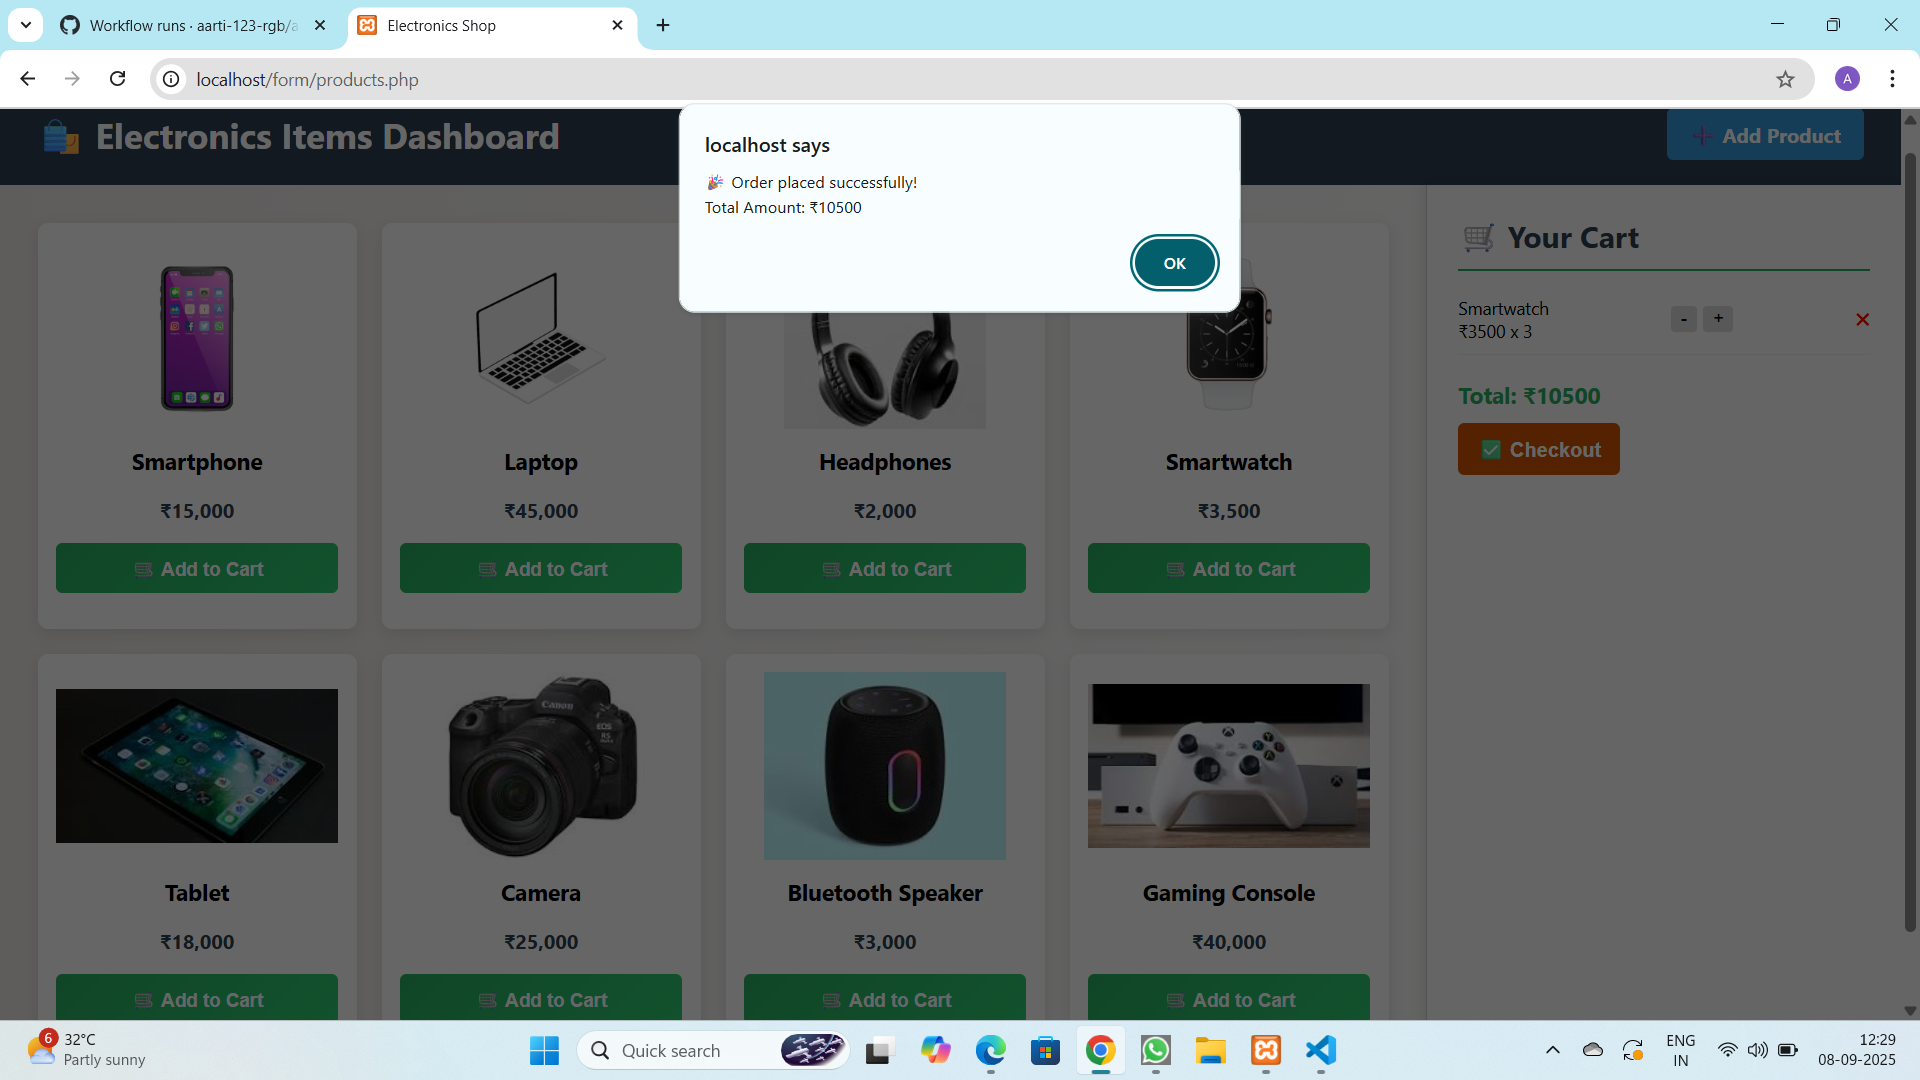 Workflow runs · aarti-123-rgb/a
Electronics Shop
localhost/form/products.php
A
Electronics Items Dashboard
Add Product
localhost says
🎉 Order placed successfully!
Total Amount: ₹10500
OK
🛒 Your Cart
Smartwatch
₹3500 x 3
- +
Total: ₹10500
✅ Checkout
Smartphone
₹15,000
Add to Cart
Laptop
₹45,000
Add to Cart
Headphones
₹2,000
Add to Cart
Smartwatch
₹3,500
Add to Cart
Canon
EOS
R5
Tablet
₹18,000
Add to Cart
Camera
₹25,000
Add to Cart
Bluetooth Speaker
₹3,000
Add to Cart
Gaming Console
₹40,000
Add to Cart
6
32°C
Partly sunny
Quick search
ENG
IN
12:29
08-09-2025